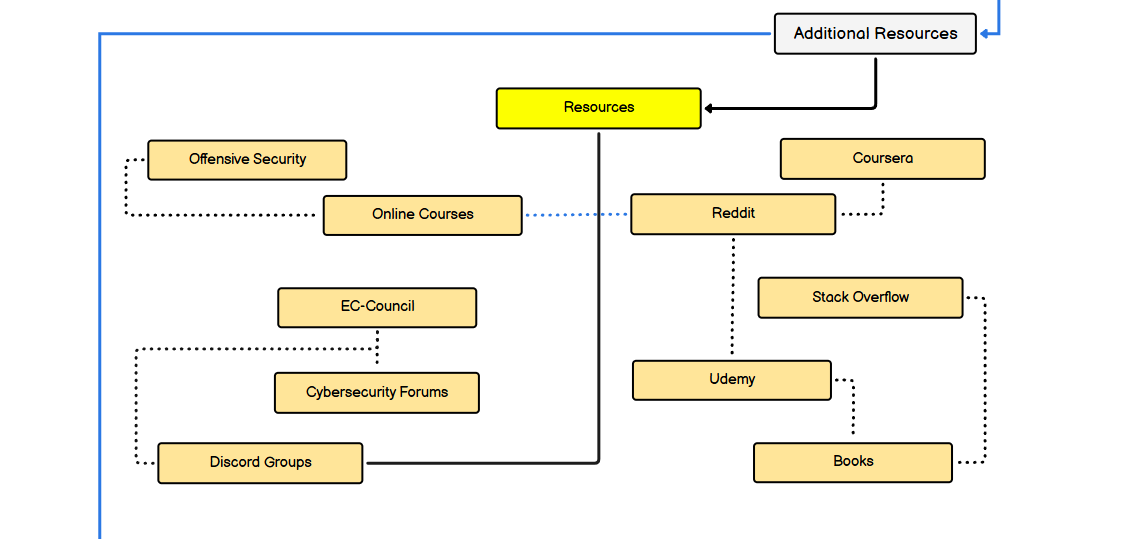 Additional Resources
Resources
Offensive Security
Coursera
Online Courses
Reddit
EC-Council
Stack Overflow
Cybersecurity Forums
Udemy
Discord Groups
Books